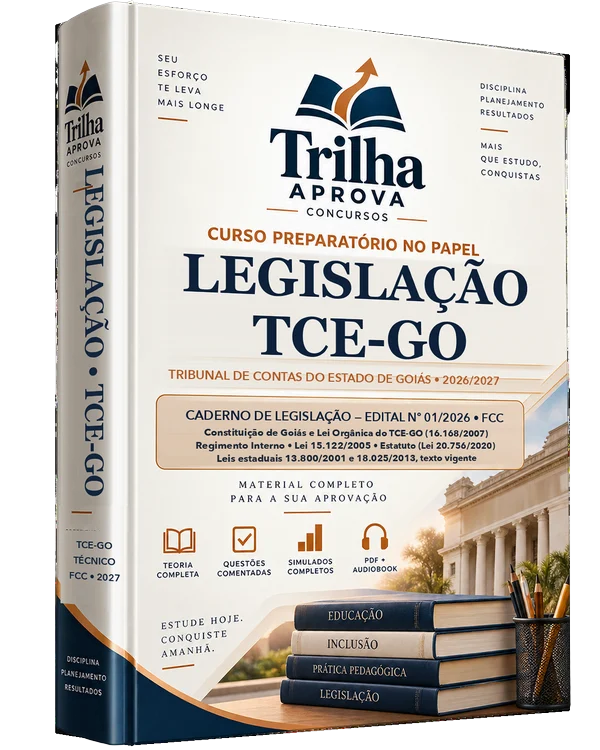 SEU
ESFORÇO
TE LEVA
MAIS LONGE
DISCIPLINA
PLANEJAMENTO
RESULTADOS
MAIS
QUE ESTUDO,
CONQUISTAS
Trilha
APROVA
CONCURSOS
CURSO PREPARATÓRIO NO PAPEL
LEGISLAÇÃO
TCE-GO
TRIBUNAL DE CONTAS DO ESTADO DE GOIÁS • 2026/2027
CADERNO DE LEGISLAÇÃO – EDITAL Nº 01/2026 • FCC
Constituição de Goiás e Lei Orgânica do TCE-GO (16.168/2007)
Regimento Interno • Lei 15.122/2005 • Estatuto (Lei 20.756/2020)
Leis estaduais 13.800/2001 e 18.025/2013, texto vigente
MATERIAL COMPLETO
PARA A SUA APROVAÇÃO
TEORIA
COMPLETA
QUESTÕES
COMENTADAS
SIMULADOS
COMPLETOS
PDF +
AUDIOBOOK
ESTUDE HOJE.
CONQUISTE
AMANHÃ.
EDUCAÇÃO
INCLUSÃO
PRÁTICA PEDAGÓGICA
LEGISLAÇÃO
Trilha
APROVA
CONCURSOS
LEGISLAÇÃO • TCE-GO
TCE-GO
TÉCNICO
FCC • 2027
DISCIPLINA
PLANEJAMENTO
RESULTADOS